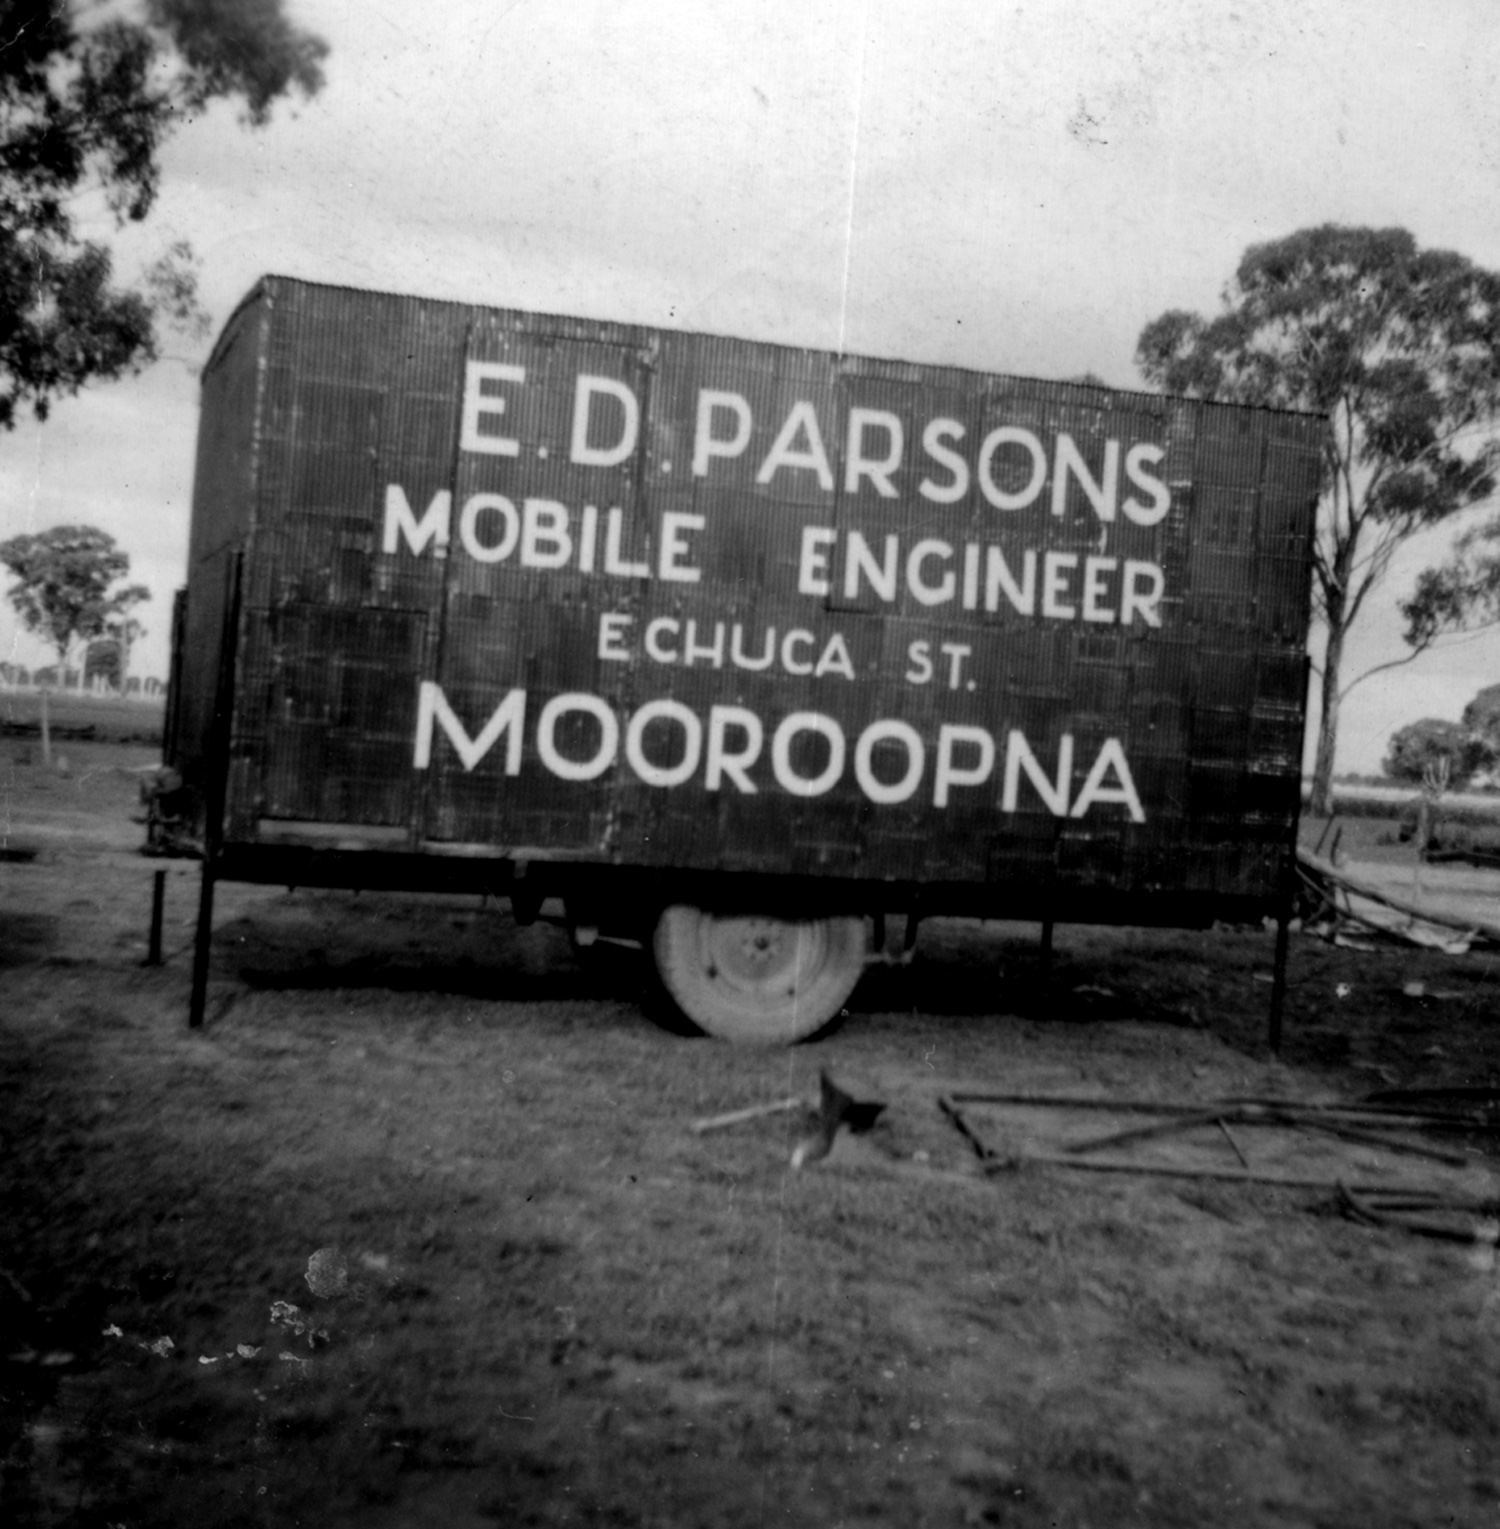 E.D.PARSONS
MOBILE ENGINEER
ECHUCA ST.
MOOROOPNA